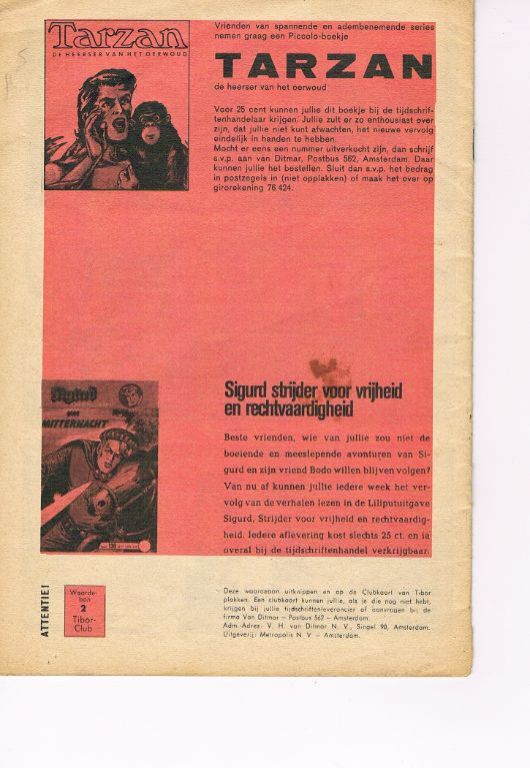 Tarzan
DE HEERSER VAN HET OERWOUD
Vrienden van spannende en adembenemende series
nemen graag een Piccolo-boekje
TARZAN
de heerser van het oerwoud
Voor 25 cent kunnen jullie dit boekje bij de tijdschrif-
tenhandelaar krijgen. Jullie zult er zo enthousiast over
zijn, dat jullie niet kunt afwachten, het nieuwe vervolg
eindelijk in handen te hebben.
Mocht er eens een nummer uitverkocht zijn, dan schrijf
s.v.p. aan van Ditmar, Postbus 562, Amsterdam. Daar
kunnen jullie het bestellen. Sluit dan s.v.p. het bedrag
in postzegels in (niet opplakken) of maak het over op
girorekening 76 424.
Sigurd
um
MITTERNACHT
Sigurd strijder voor vrijheid
en rechtvaardigheid
Beste vrienden, wie van jullie zou niet de
boeiende en meeslepende avonturen van Si-
gurd en zijn vriend Bodo willen blijven volgen?
Van nu af kunnen jullie iedere week het ver-
volg van de verhalen lezen in de Liliputuitgave
Sigurd, Strijder voor vrijheid en rechtvaardig-
heid. Iedere aflevering kost slechts 25 ct. en is
overal bij de tijdschriftenhandel verkrijgbaar.
ATTENTIE!
Waarde-
bon
2
Tibor-
Club
Deze waardebon uitknippen en op de Clubkaart van Tibor
plakken. Een clubkaart kunnen jullie, als je die nog niet hebt,
krijgen bij jullie tijdschriftenleverancier of aanvragen bij de
firma Van Ditmar – Postbus 562 – Amsterdam.
Adm. Adres: V. H. van Ditmar N. V., Singel 90, Amsterdam.
Uitgeverij: Metropolis N. V. – Amsterdam.